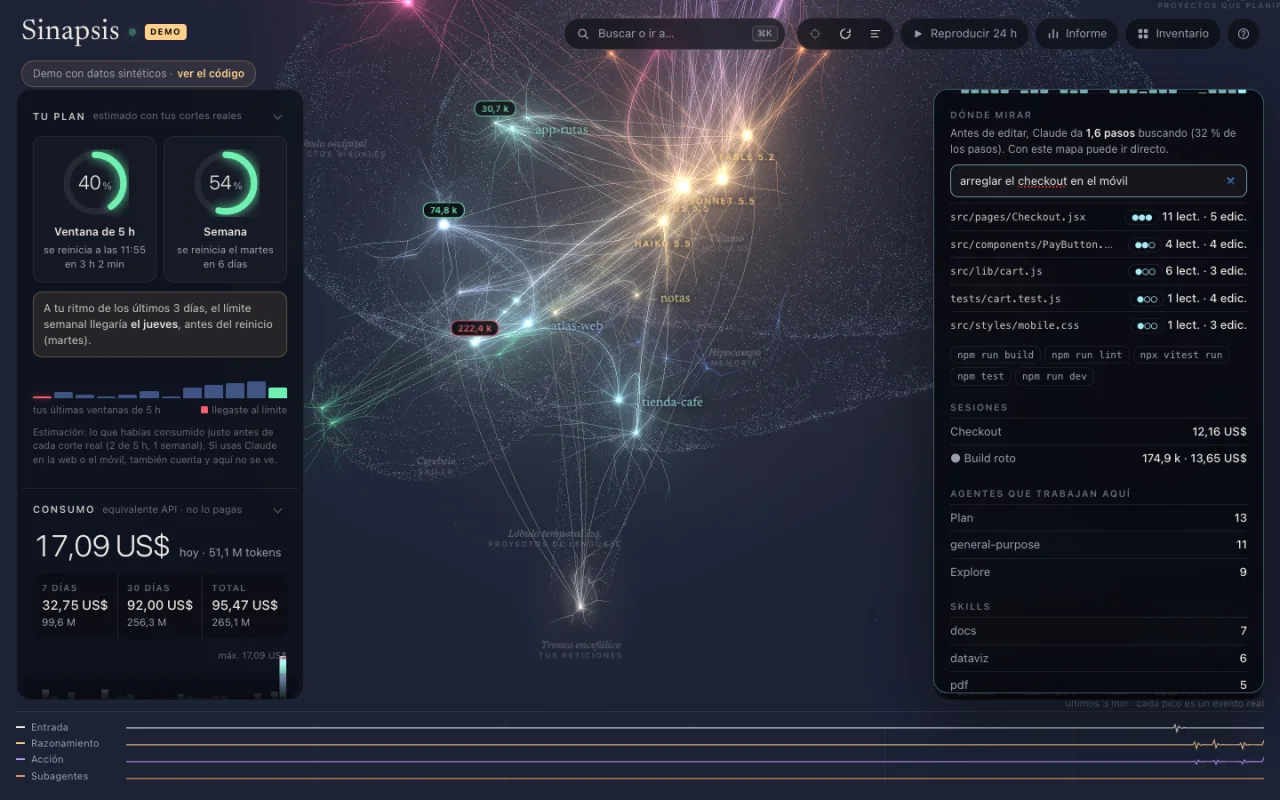 Sinapsis
DEMO
Buscar o ir a...
⌘K
Reproducir 24 h
Informe
Inventario
Demo con datos sintéticos · ver el código
TU PLAN estimado con tus cortes reales
40%
54%
Ventana de 5 h
Semana
se reinicia a las 11:55
en 3 h 2 min
se reinicia el martes
en 6 días
A tu ritmo de los últimos 3 días, el límite
semanal llegaría el jueves, antes del reinicio
(martes).
tus últimas ventanas de 5 h
llegaste al límite
Estimación: lo que habías consumido justo antes de
cada corte real (2 de 5 h, 1 semanal). Si usas Claude
en la web o el móvil, también cuenta y aquí no se ve.
CONSUMO equivalente API · no lo pagas
17,09 US$ hoy · 51,1 M tokens
7 DÍAS
30 DÍAS
TOTAL
32,75 US$
92,00 US$
95,47 US$
99,6 M
256,3 M
265,1 M
máx. 17,09 US$
30,7 k
app-rutas
74,8 k
HAIKU 5.5
notas
222,4 k
atlas-web
Hipocampo
MEMORIA
tienda-cafe
Cerebelo
SKILLS
Lóbulo temporal izq.
PROYECTOS DE LENGUAJE
Tronco encefálico
TUS PETICIONES
DÓNDE MIRAR
Antes de editar, Claude da 1,6 pasos buscando (32 % de
los pasos). Con este mapa puede ir directo.
arreglar el checkout en el móvil
src/pages/Checkout.jsx 11 lect. · 5 edic.
src/components/PayButton.... 4 lect. · 4 edic.
src/lib/cart.js 6 lect. · 3 edic.
tests/cart.test.js 1 lect. · 4 edic.
src/styles/mobile.css 1 lect. · 3 edic.
npm run build
npm run lint
npx vitest run
npm test
npm run dev
SESIONES
Checkout 12,16 US$
Build roto 174,9 k · 13,65 US$
AGENTES QUE TRABAJAN AQUÍ
Plan 13
general-purpose 11
Explore 9
SKILLS
docs 7
dataviz 6
pdf 5
últimos 3 min · cada pico es un evento real
Entrada
Razonamiento
Acción
Subagentes